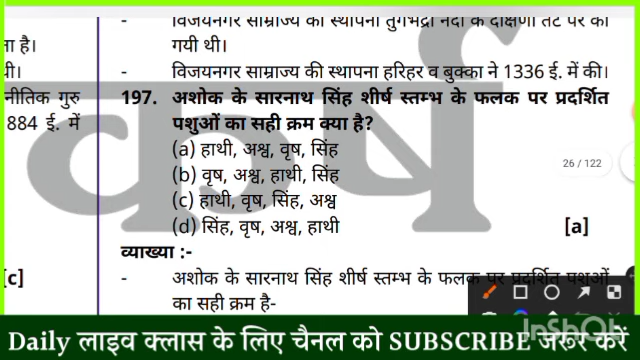 - विजयनगर साम्राज्य की स्थापना तुंगभद्रा नदी के दक्षिणी तट पर की
गयी थी।
- विजयनगर साम्राज्य की स्थापना हरिहर व बुक्का ने 1336 ई. में की।
197. अशोक के सारनाथ सिंह शीर्ष स्तम्भ के फलक पर प्रदर्शित
पशुओं का सही क्रम क्या है?
(a) हाथी, अश्व, वृष, सिंह
(b) वृष, अश्व, हाथी, सिंह
(c) हाथी, वृष, सिंह, अश्व
(d) सिंह, वृष, अश्व, हाथी [a]
व्याख्या :-
- अशोक के सारनाथ सिंह शीर्ष स्तम्भ के फलक पर प्रदर्शित पशुओं
का सही क्रम है-
ना है।
थी।
नीतिक गुरु
884 ई. में
[c]
26 / 122
कर्ष
InShOt
Daily लाइव क्लास के लिए चैनल को SUBSCRIBE जरूर करें